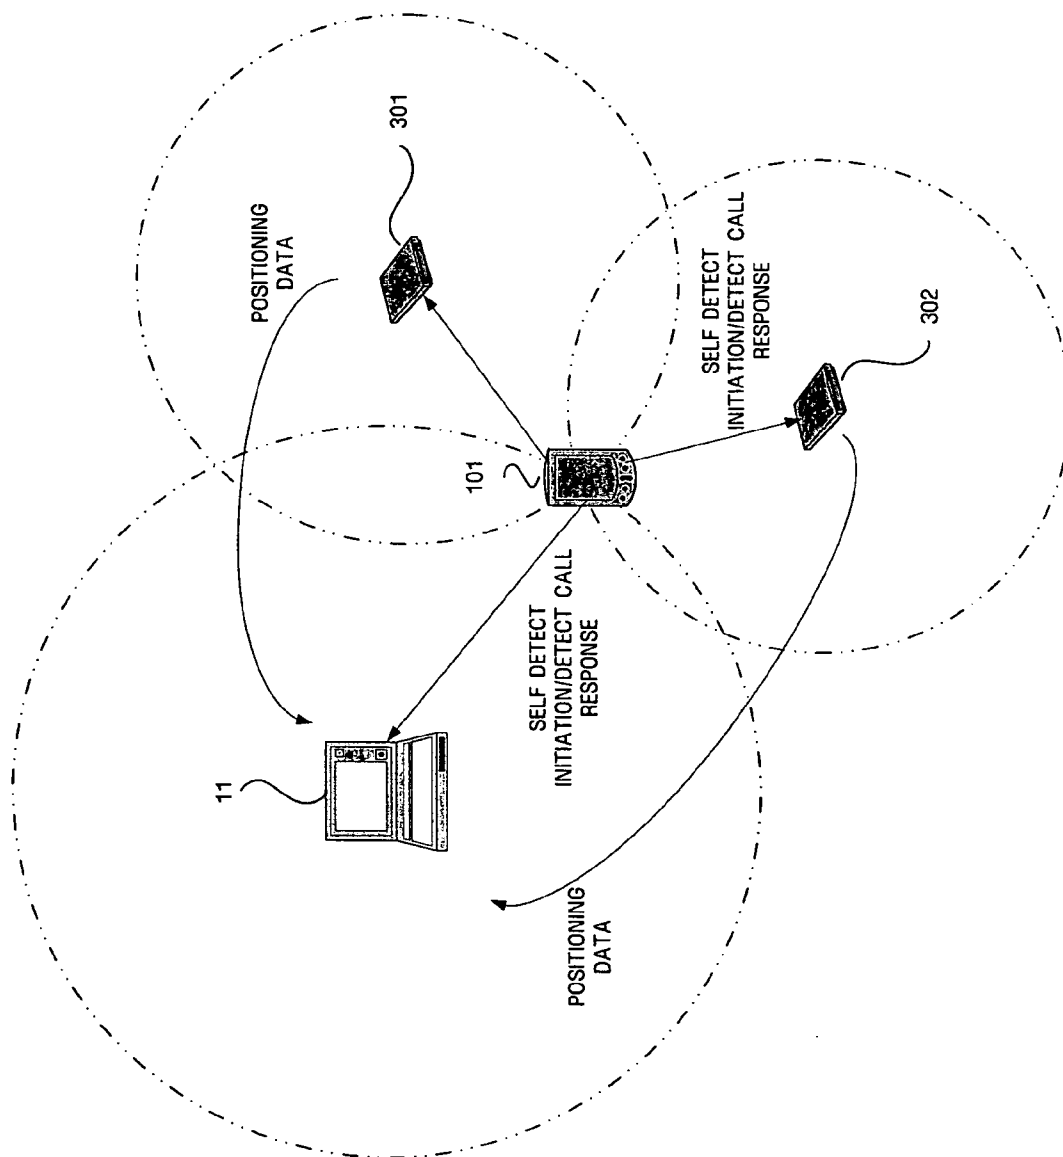 11
POSITIONING
DATA
301
101
SELF DETECT
INITIATION/DETECT CALL
RESPONSE
POSITIONING
DATA
SELF DETECT
INITIATION/DETECT CALL
RESPONSE
302